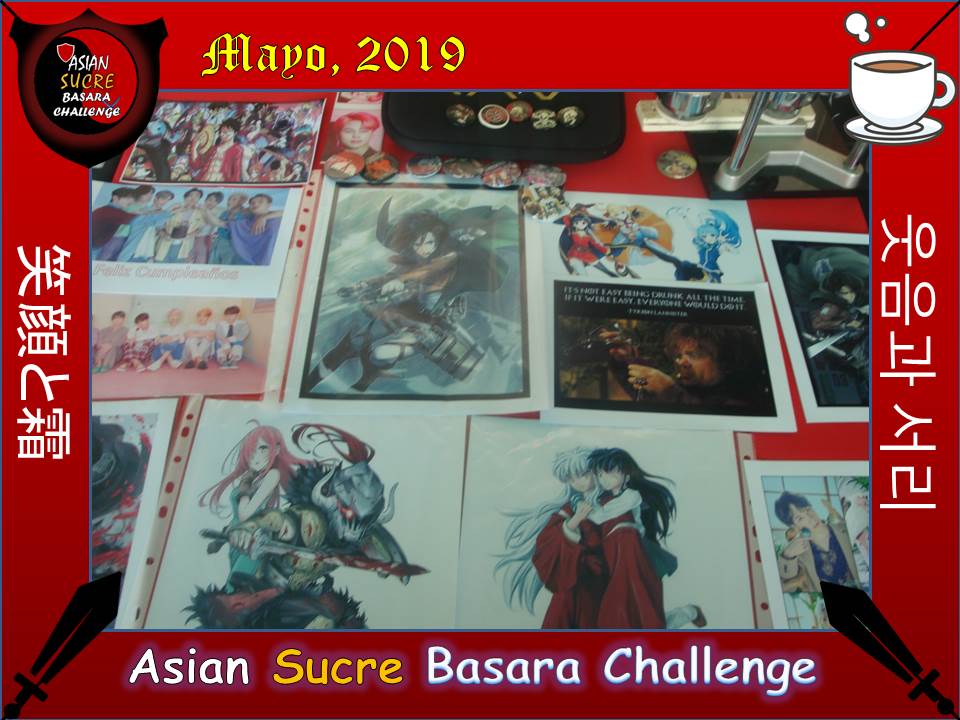 ASIAN
SUCRE
BASARA
CHALLENGE
Mayo, 2019
笑顔と霜
웃음과 서리
Feliz Cumpleaños
IT'S NOT EASY BEING DRUNK ALL THE TIME.
IF IT WERE EASY, EVERYONE WOULD DO IT.
-TYRION LANNISTER
Asian Sucre Basara Challenge